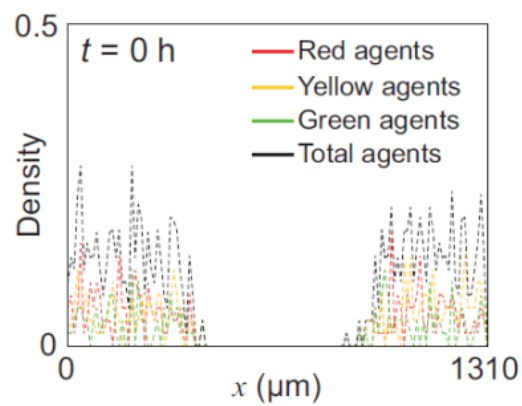 0.5
t = 0 h
Red agents
Yellow agents
Green agents
Total agents
Density
0
0
1310
x (µm)